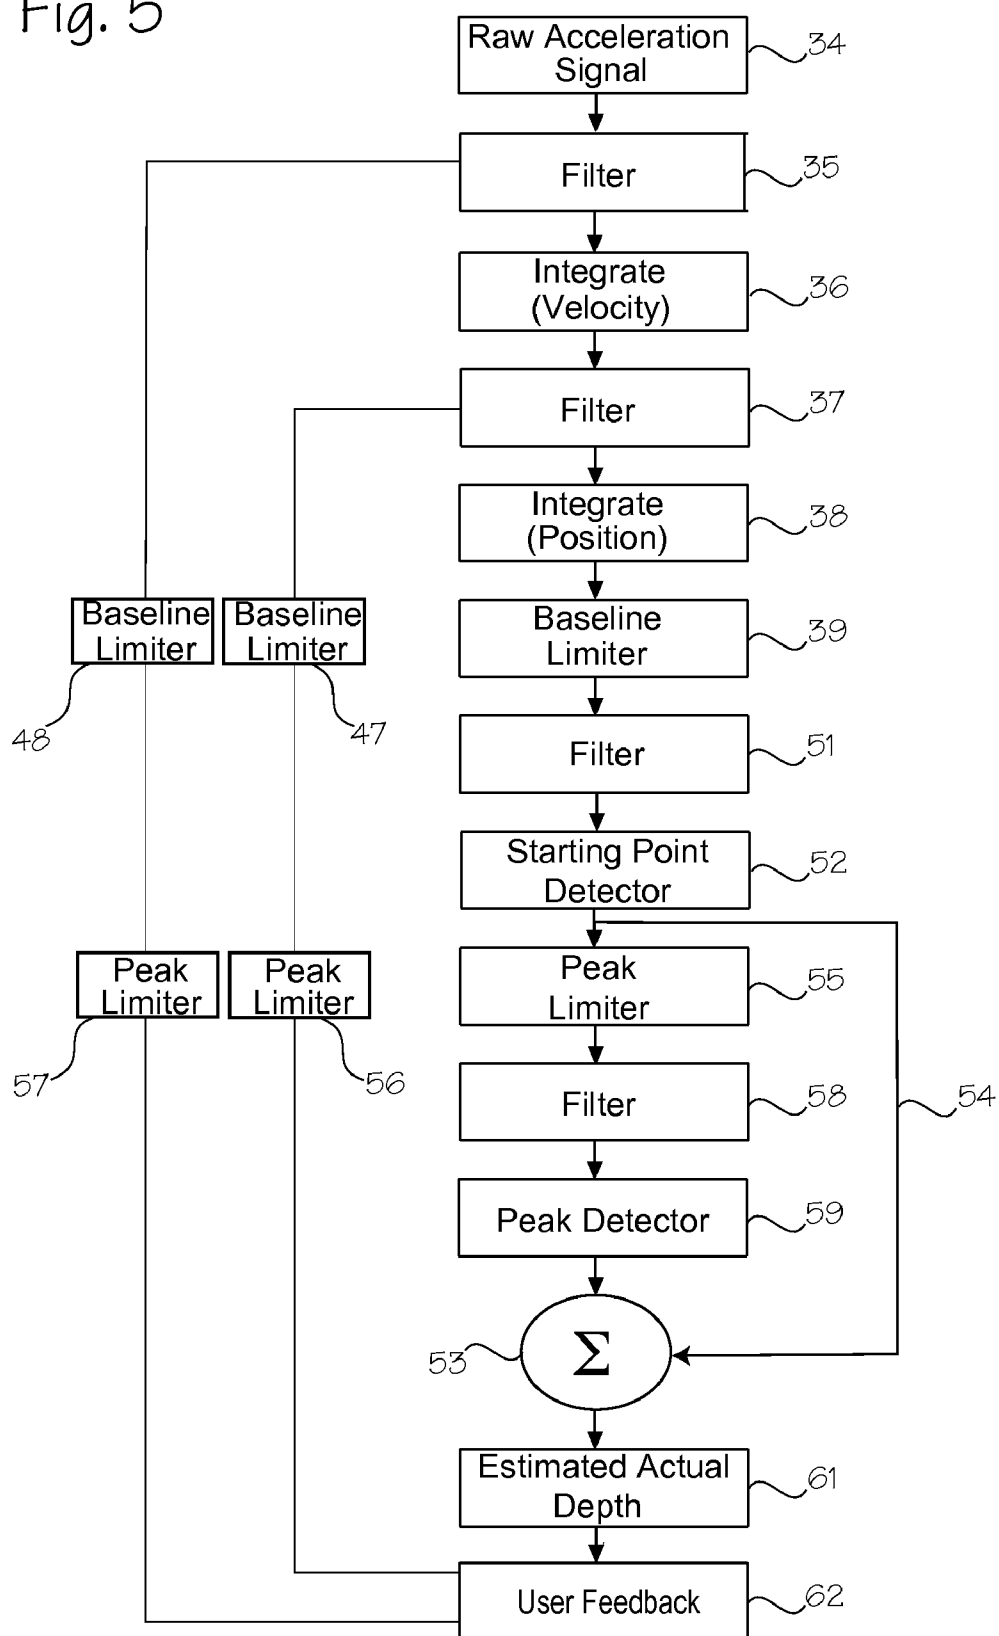 Fig. 5
Raw Acceleration
Signal
34
Filter
35
Integrate
(Velocity)
36
Filter
37
Integrate
(Position)
38
Baseline
Limiter
48
Baseline
Limiter
47
Baseline
Limiter
39
Filter
51
Starting Point
Detector
52
Peak
Limiter
57
Peak
Limiter
56
Peak
Limiter
55
Filter
58
54
Peak Detector
59
53
Σ
Estimated Actual
Depth
61
User Feedback
62